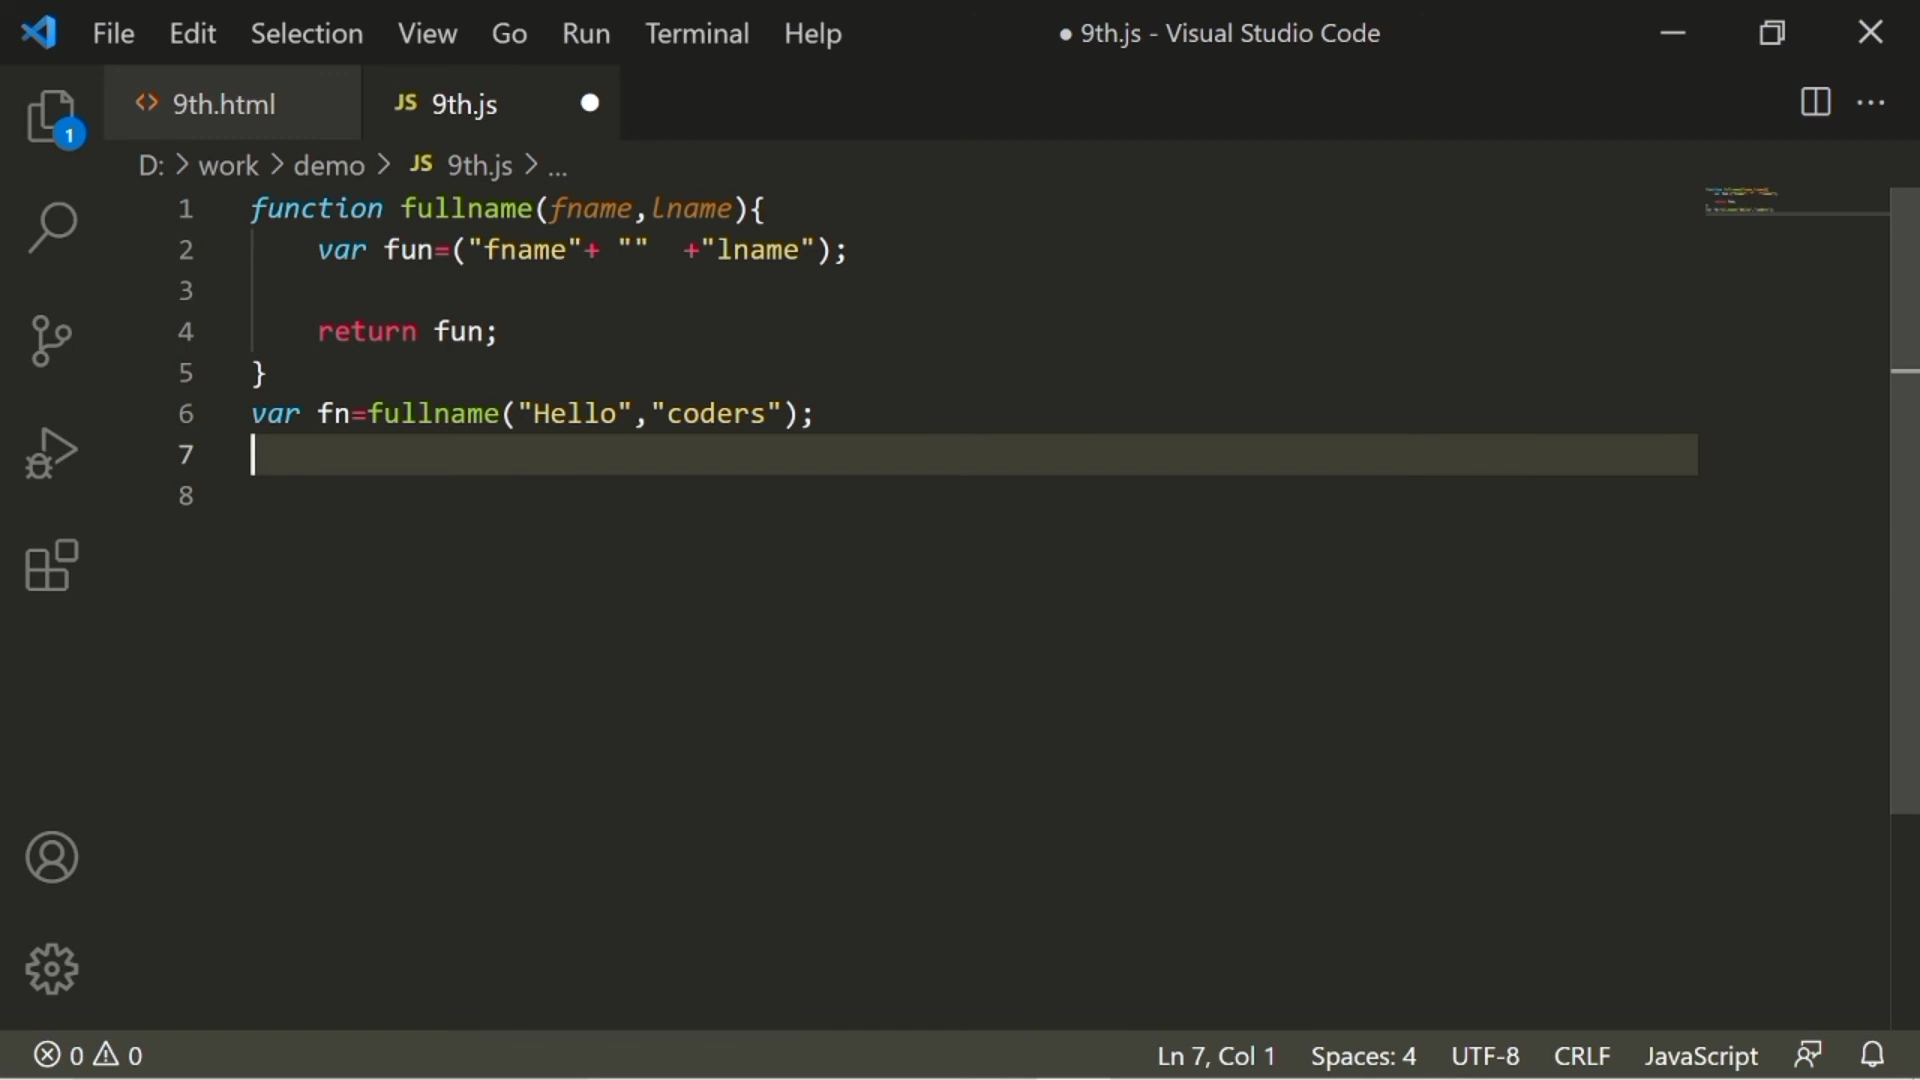 File Edit Selection View Go Run Terminal Help ● 9th.js - Visual Studio Code
<> 9th.html JS 9th.js
1
D: > work > demo > JS 9th.js > ...
1 function fullname(fname,lname){
2     var fun=("fname"+ ""  +"lname");
3
4     return fun;
5 }
6 var fn=fullname("Hello","coders");
7
8
0 0 Ln 7, Col 1 Spaces: 4 UTF-8 CRLF JavaScript